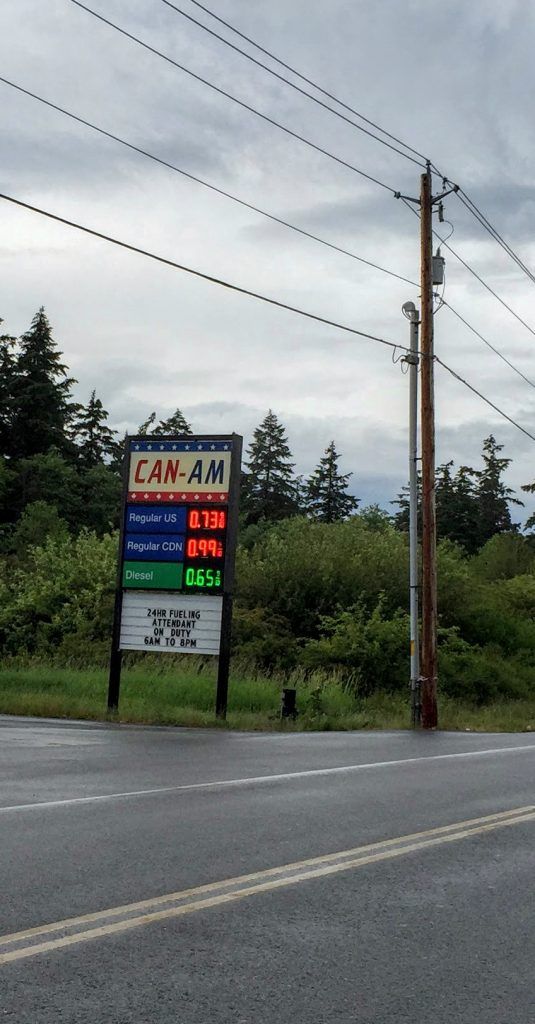 CAN-AM
Regular US 0.73
Regular CDN 0.99
Diesel 0.65
24HR FUELING
ATTENDANT
ON DUTY
6AM TO 8PM